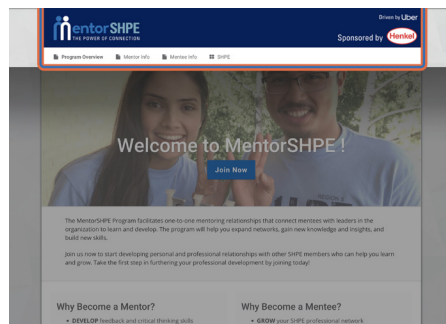 mentorSHPE
THE POWER OF CONNECTION
Driven by Uber
Sponsored by Henkel
Program Overview Mentor Info Mentee Info SHPE
Welcome to MentorSHPE !
Join Now
The MentorSHPE Program facilitates one-to-one mentoring relationships that connect mentees with leaders in the
organization to learn and develop. The program will help you expand networks, gain new knowledge and insights, and
build new skills.
Join us now to start developing personal and professional relationships with other SHPE members who can help you learn
and grow. Take the first step in furthering your professional development by joining today!
Why Become a Mentor?
• DEVELOP feedback and critical thinking skills
Why Become a Mentee?
• GROW your SHPE professional network